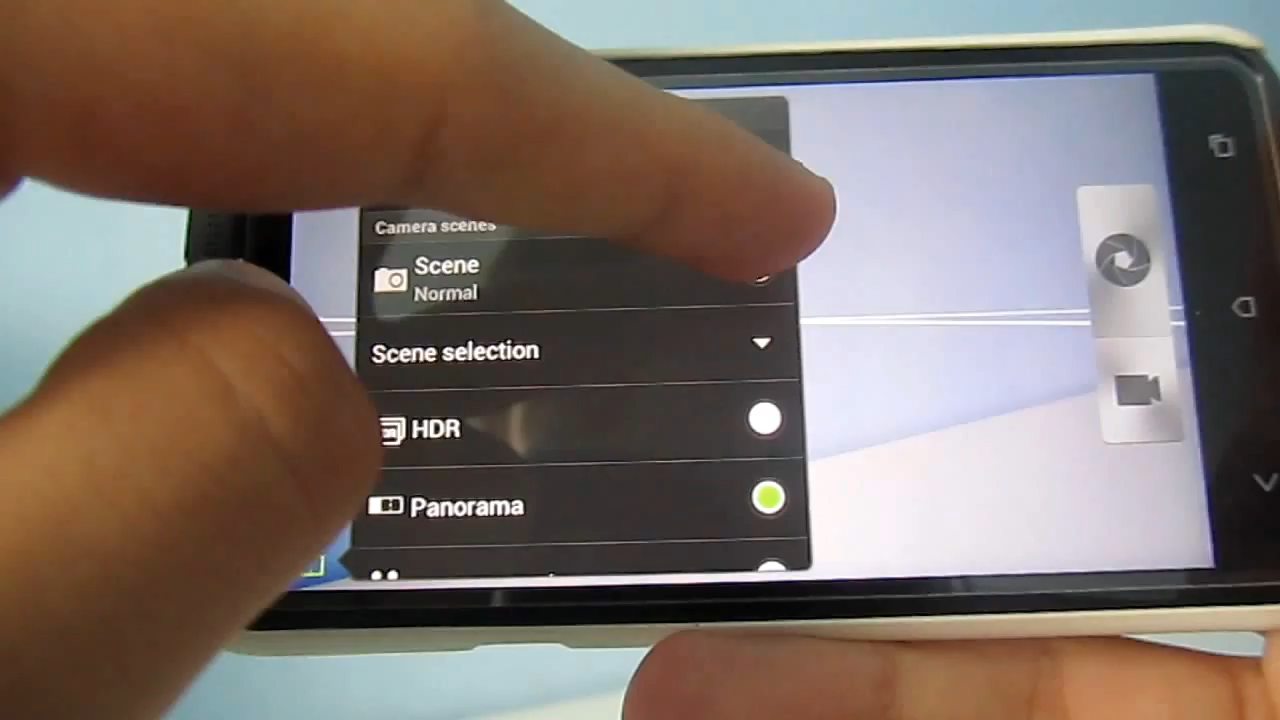 Camera scenes
Scene
Normal
Scene selection
HDR
Panorama